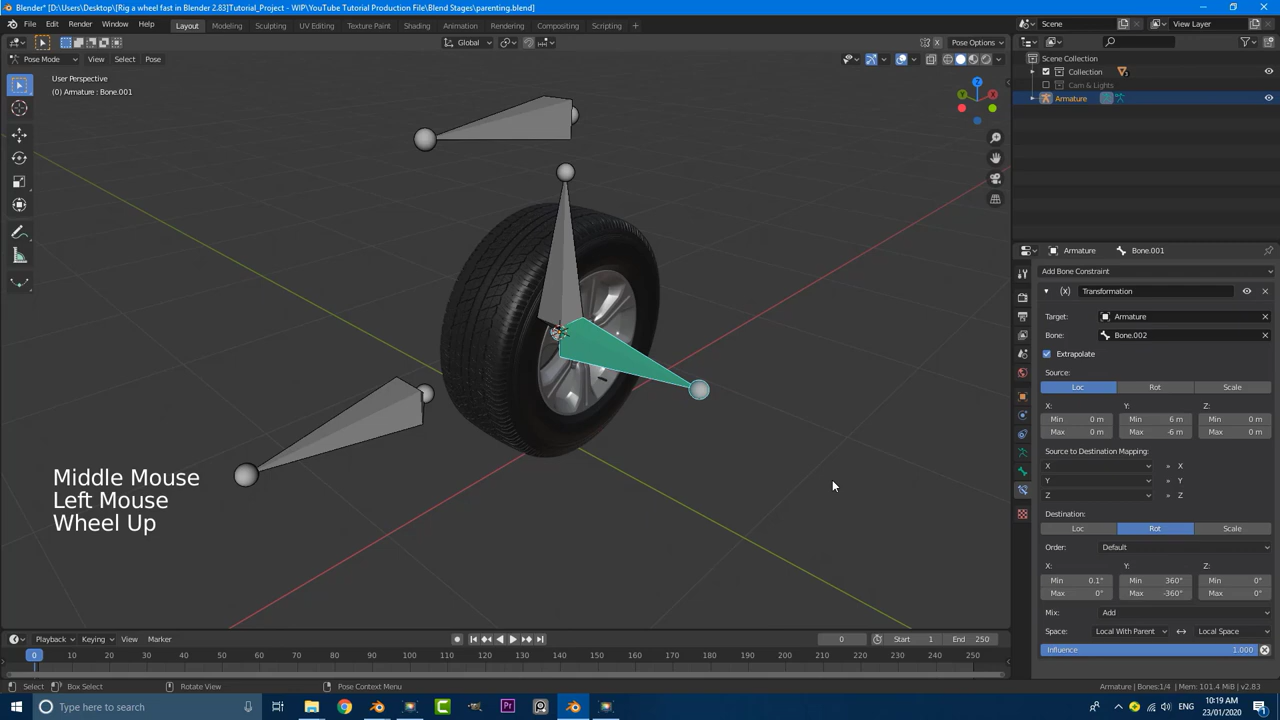 Blender* [D:\Users\Desktop\[Rig a wheel fast in Blender 2.83]Tutorial_Project - WIP\YouTube Tutorial Production File\Blend Stages\parenting.blend]
File Edit Render Window Help Layout Modeling Sculpting UV Editing Texture Paint Shading Animation Rendering Compositing Scripting + Scene View Layer
Global Pose Options
Pose Mode View Select Pose
Scene Collection
Collection 3
Cam & Lights
Armature
User Perspective
(0) Armature : Bone.001
Z
Y X
Armature Bone.001
Add Bone Constraint
Transformation
Target: Armature
Bone: Bone.002
Extrapolate
Source:
Loc Rot Scale
X: Y: Z:
Min 0 m Min 6 m Min 0 m
Max 0 m Max -6 m Max 0 m
Source to Destination Mapping:
X » X
Y » Y
Z » Z
Destination:
Loc Rot Scale
Order: Default
X: Y: Z:
Min 0.1° Min 360° Min 0°
Max 0° Max -360° Max 0°
Mix: Add
Space: Local With Parent Local Space
Influence 1.000
Middle Mouse
Left Mouse
Wheel Up
Playback Keying View Marker 0 Start 1 End 250
0 10 20 30 40 50 60 70 80 90 100 110 120 130 140 150 160 170 180 190 200 210 220 230 240 250
Select Box Select Rotate View Pose Context Menu Armature | Bones:1/4 | Mem: 101.4 MiB | v2.83
Type here to search
Pr
10:19 AM
23/01/2020